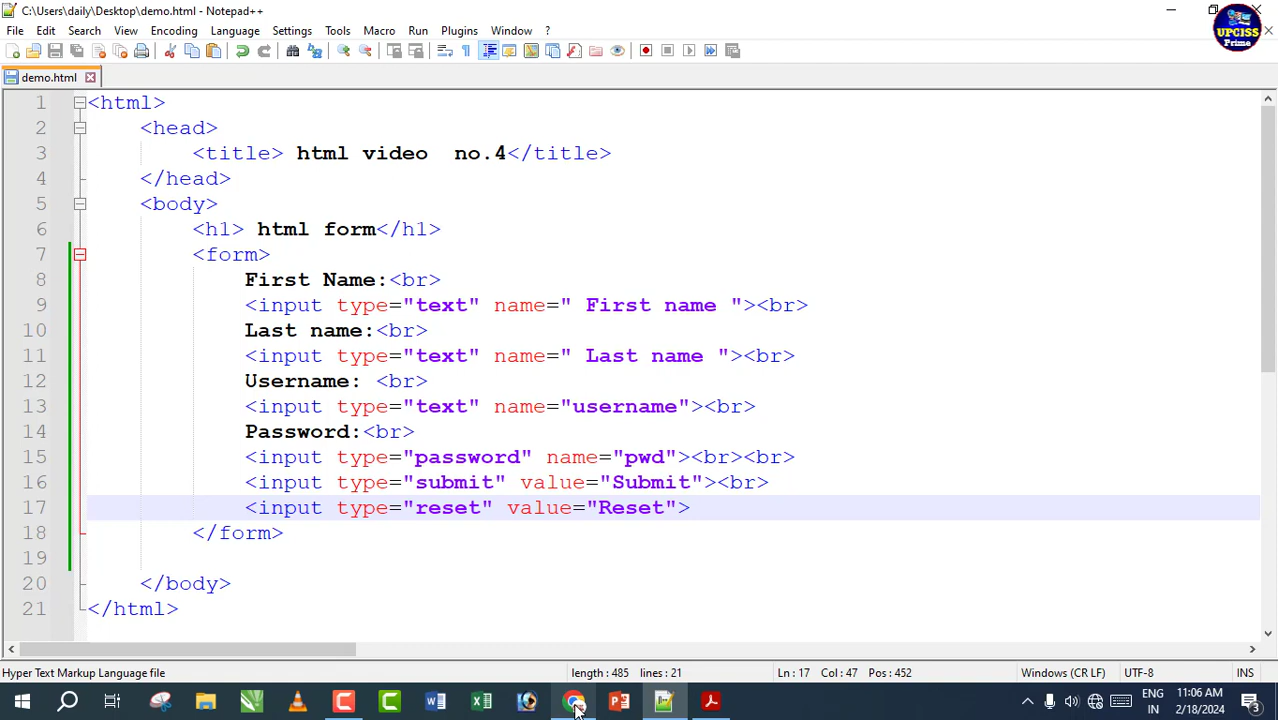 C:\Users\daily\Desktop\demo.html - Notepad++
File Edit Search View Encoding Language Settings Tools Macro Run Plugins Window ?
UPCISS
Prime
demo.html
1 <html>
2 <head>
3 <title> html video  no.4</title>
4 </head>
5 <body>
6 <h1> html form</h1>
7 <form>
8 First Name:<br>
9 <input type="text" name=" First name "><br>
10 Last name:<br>
11 <input type="text" name=" Last name "><br>
12 Username: <br>
13 <input type="text" name="username"><br>
14 Password:<br>
15 <input type="password" name="pwd"><br><br>
16 <input type="submit" value="Submit"><br>
17 <input type="reset" value="Reset">
18 </form>
19
20 </body>
21 </html>
Hyper Text Markup Language file length : 485 lines : 21 Ln : 17 Col : 47 Pos : 452 Windows (CR LF) UTF-8 INS
ENG 11:06 AM
IN 2/18/2024 3